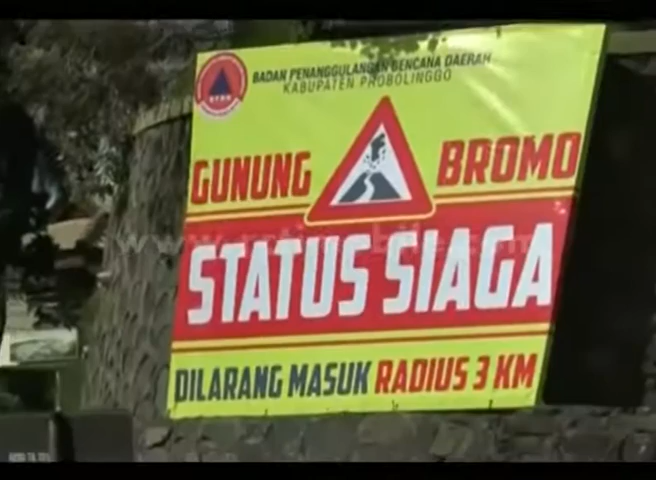 BADAN PENANGGULANGAN BENCANA DAERAH
KABUPATEN PROBOLINGGO
GUNUNG BROMO
STATUS SIAGA
DILARANG MASUK RADIUS 3 KM